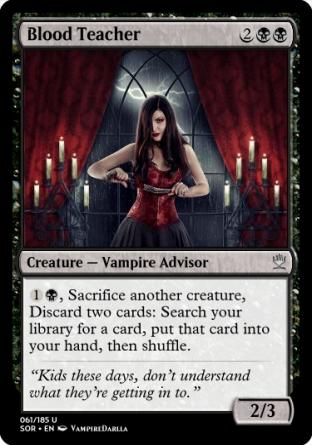 Blood Teacher 2
Creature — Vampire Advisor
1 , Sacrifice another creature,
Discard two cards: Search your
library for a card, put that card into
your hand, then shuffle.
“Kids these days, don't understand
what they're getting in to.”
2/3
061/185 U
SOR • EN VampireDarlla